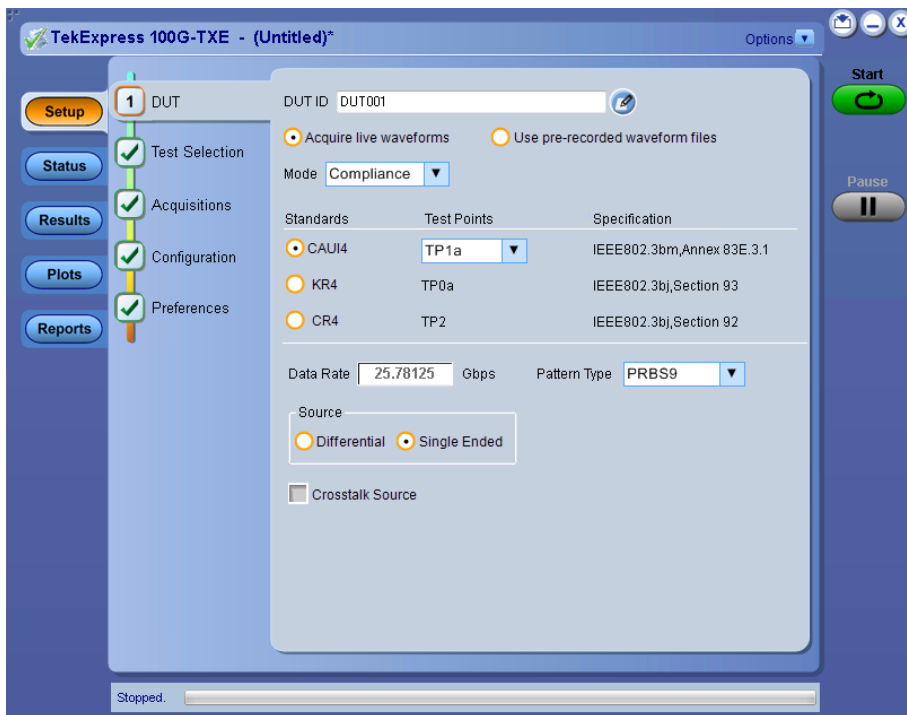 TekExpress 100G-TXE - (Untitled)*
Options
X
Start
Setup
1 DUT
DUT ID DUT001
Acquire live waveforms Use pre-recorded waveform files
Status
Test Selection
Mode Compliance
Pause
Results
Acquisitions
Standards Test Points Specification
Configuration
CAUI4 TP1a IEEE802.3bm,Annex 83E.3.1
Plots
KR4 TP0a IEEE802.3bj,Section 93
Preferences
Reports
CR4 TP2 IEEE802.3bj,Section 92
Data Rate 25.78125 Gbps Pattern Type PRBS9
Source
Differential Single Ended
Crosstalk Source
Stopped.